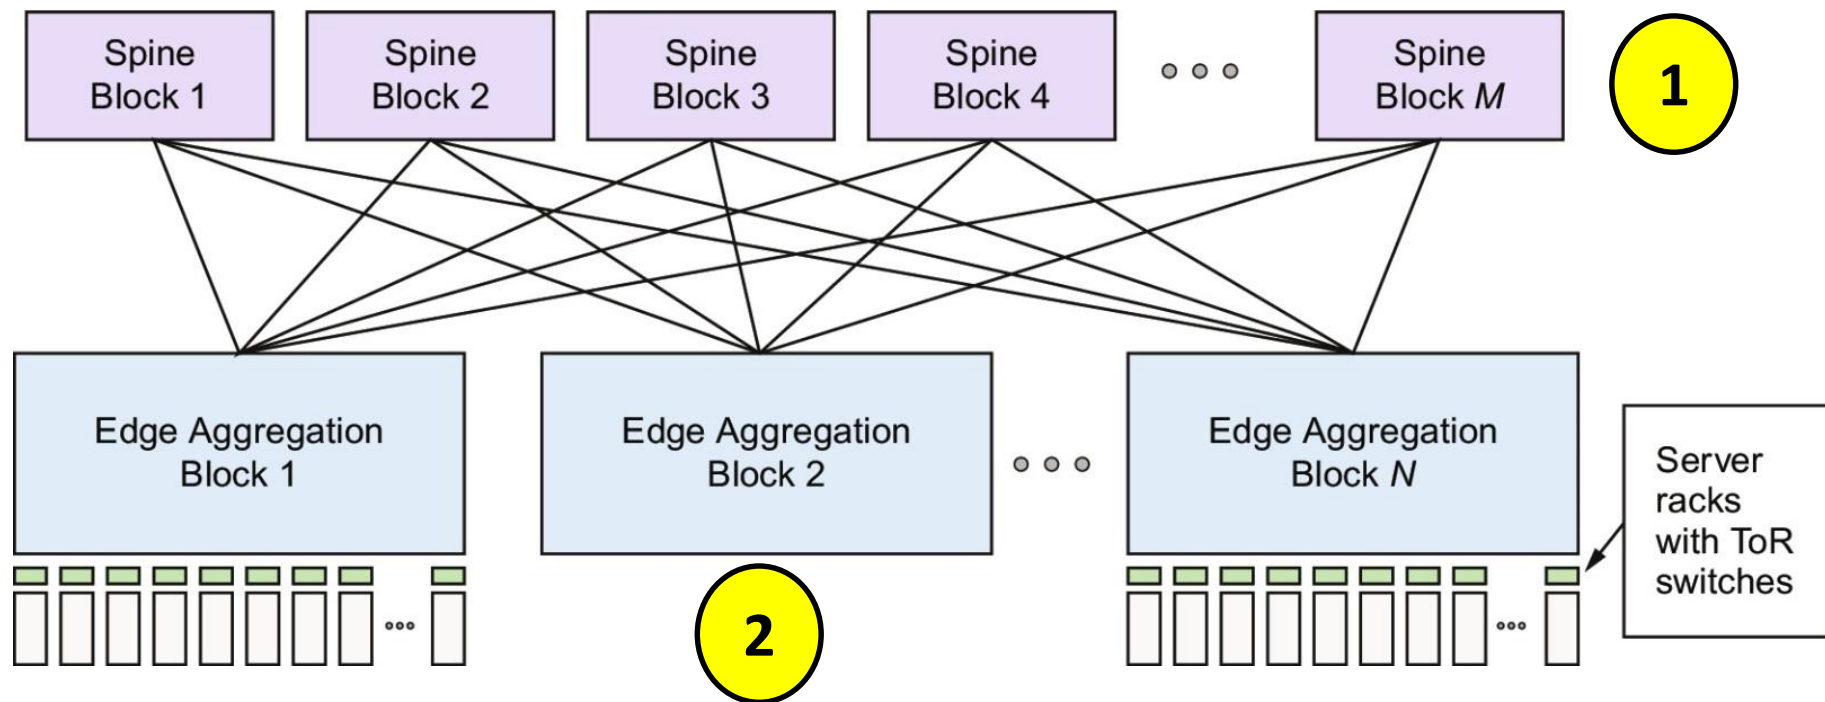 Spine
Block 1
Spine
Block 2
Spine
Block 3
Spine
Block 4
Spine
Block M
1
Edge Aggregation
Block 1
Edge Aggregation
Block 2
Edge Aggregation
Block N
Server
racks
with ToR
switches
2